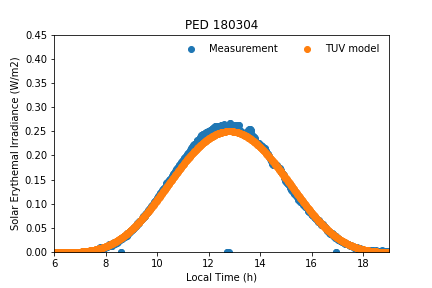 PED 180304
Measurement
TUV model
Solar Erythemal Irradiance (W/m2)
0.45
0.40
0.35
0.30
0.25
0.20
0.15
0.10
0.05
0.00
6 8 10 12 14 16 18
Local Time (h)